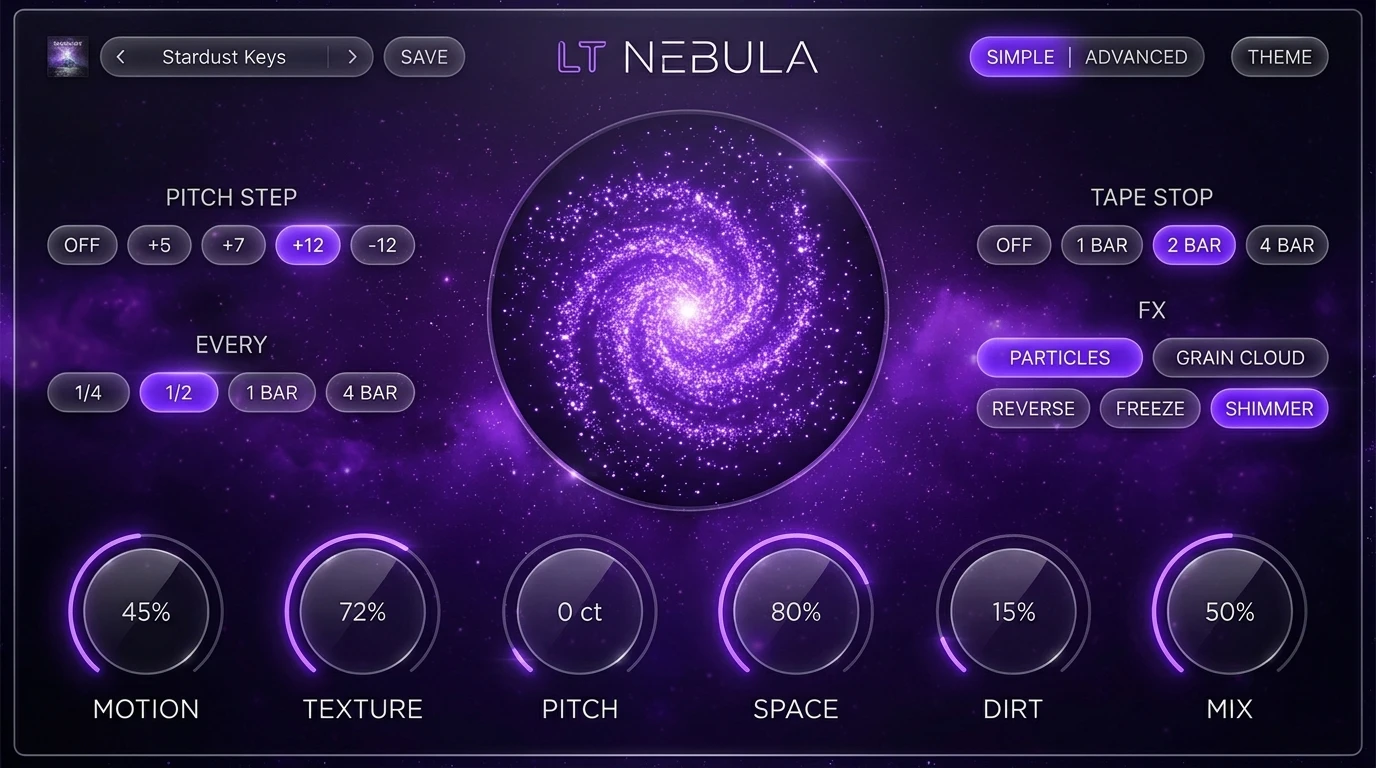 Stardust Keys
SAVE
LT NEBULA
SIMPLE | ADVANCED
THEME
PITCH STEP
OFF +5 +7 +12 -12
EVERY
1/4 1/2 1 BAR 4 BAR
TAPE STOP
OFF 1 BAR 2 BAR 4 BAR
FX
PARTICLES GRAIN CLOUD
REVERSE FREEZE SHIMMER
45% 72% 0 ct 80% 15% 50%
MOTION TEXTURE PITCH SPACE DIRT MIX